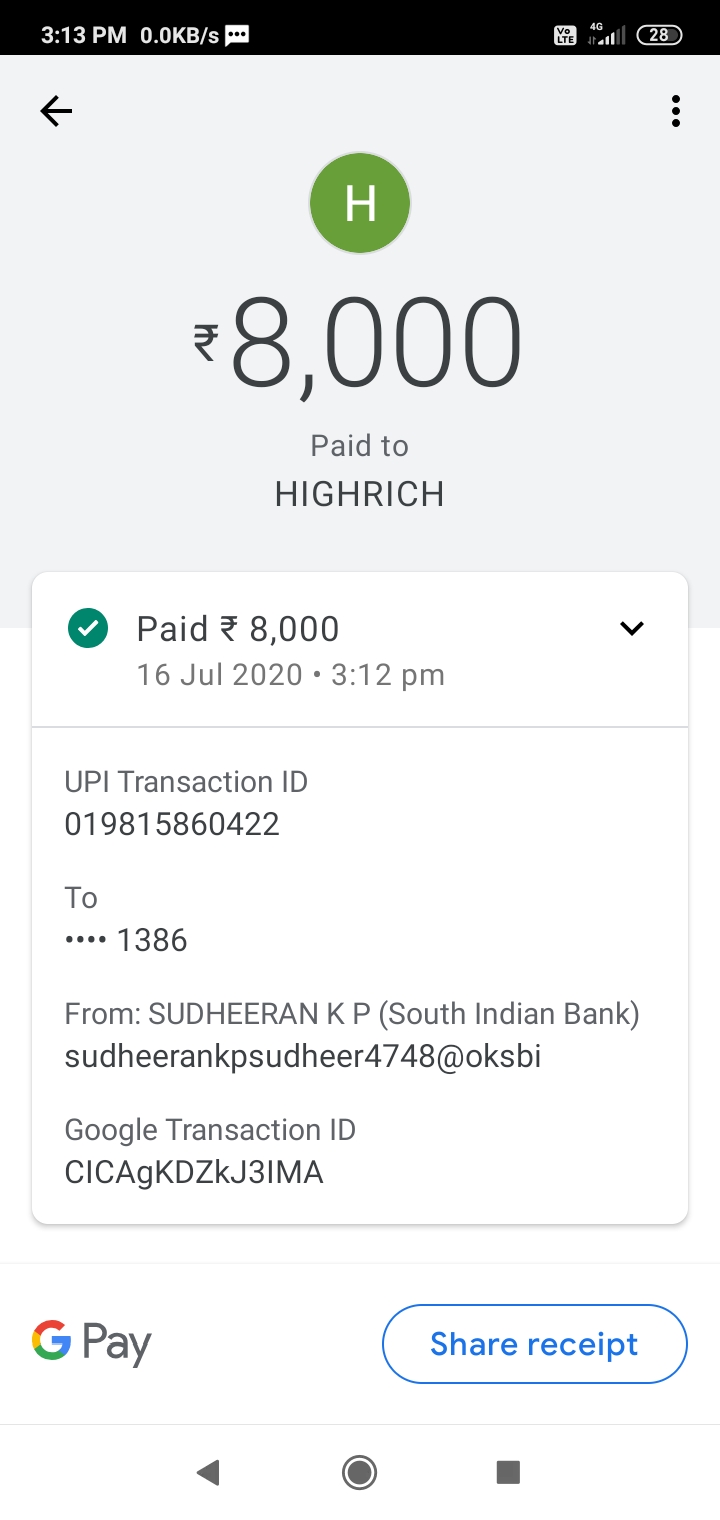 3:13 PM 0.0KB/s
Vo LTE 4G 28
H
₹8,000
Paid to
HIGHRICH
Paid ₹ 8,000
16 Jul 2020 • 3:12 pm
UPI Transaction ID
019815860422
To
•••• 1386
From: SUDHEERAN K P (South Indian Bank)
sudheerankpsudheer4748@oksbi
Google Transaction ID
CICAgKDZkJ3IMA
G Pay
Share receipt